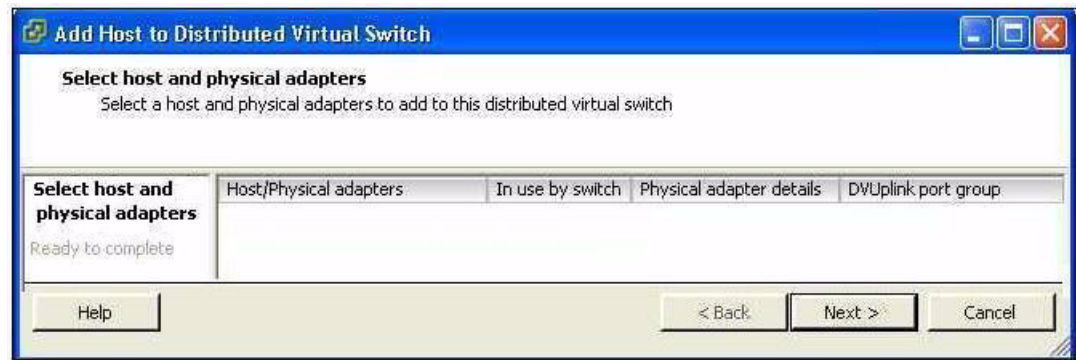 Add Host to Distributed Virtual Switch
Select host and physical adapters
Select a host and physical adapters to add to this distributed virtual switch
Select host and
physical adapters
Ready to complete
Host/Physical adapters
In use by switch
Physical adapter details
DVUplink port group
Help
< Back
Next >
Cancel